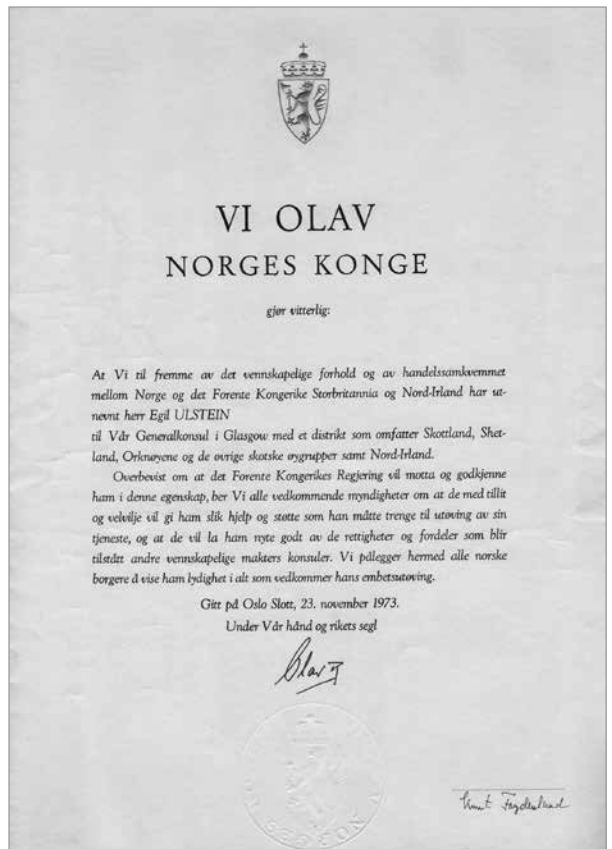 VI OLAV
NORGES KONGE
gjør vitterlig:
At Vi til fremme av det vennskapelige forhold og av handelssamkvemmet
mellom Norge og det Forente Kongerike Storbritannia og Nord-Irland har ut-
nevnt herr Egil ULSTEIN
til Vår Generalkonsul i Glasgow med et distrikt som omfatter Skottland, Shet-
land, Orknøyene og de øvrige skotske øygrupper samt Nord-Irland.
Overbevist om at det Forente Kongerikes Regjering vil motta og godkjenne
ham i denne egenskap, ber Vi alle vedkommende myndigheter om at de med tillit
og velvilje vil gi ham slik hjelp og støtte som han måtte trenge til utøving av sin
tjeneste, og at de vil la ham nyte godt av de rettigheter og fordeler som blir
tilstått andre vennskapelige makters konsuler. Vi pålegger hermed alle norske
borgere å vise ham lydighet i alt som vedkommer hans embetsutøving.
Gitt på Oslo Slott, 23. november 1973.
Under Vår hånd og rikets segl
Olav R
Knut Frydenlund